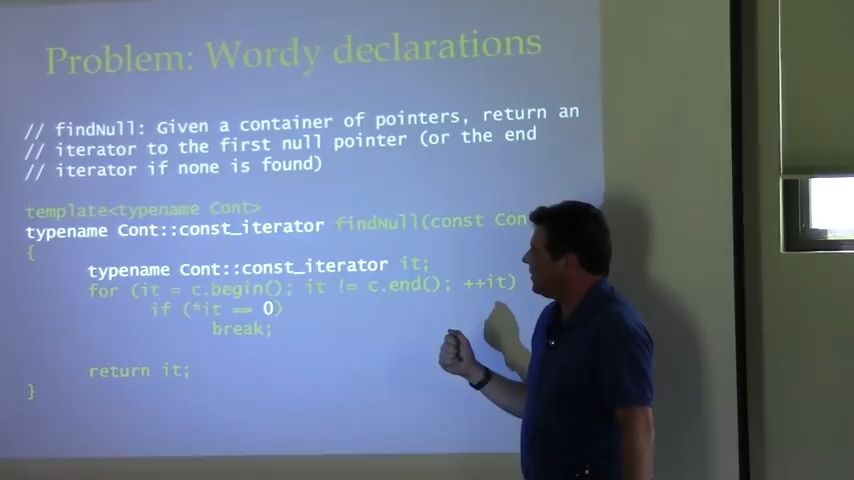 Problem: Wordy declarations
// findNull: Given a container of pointers, return an
// iterator to the first null pointer (or the end
// iterator if none is found)
template<typename Cont>
typename Cont::const_iterator findNull(const
{
typename Cont::const_iterator it;
for (it = c.begin(); it != c.end(); ++it)
if (*it == 0)
break;
return it;
}